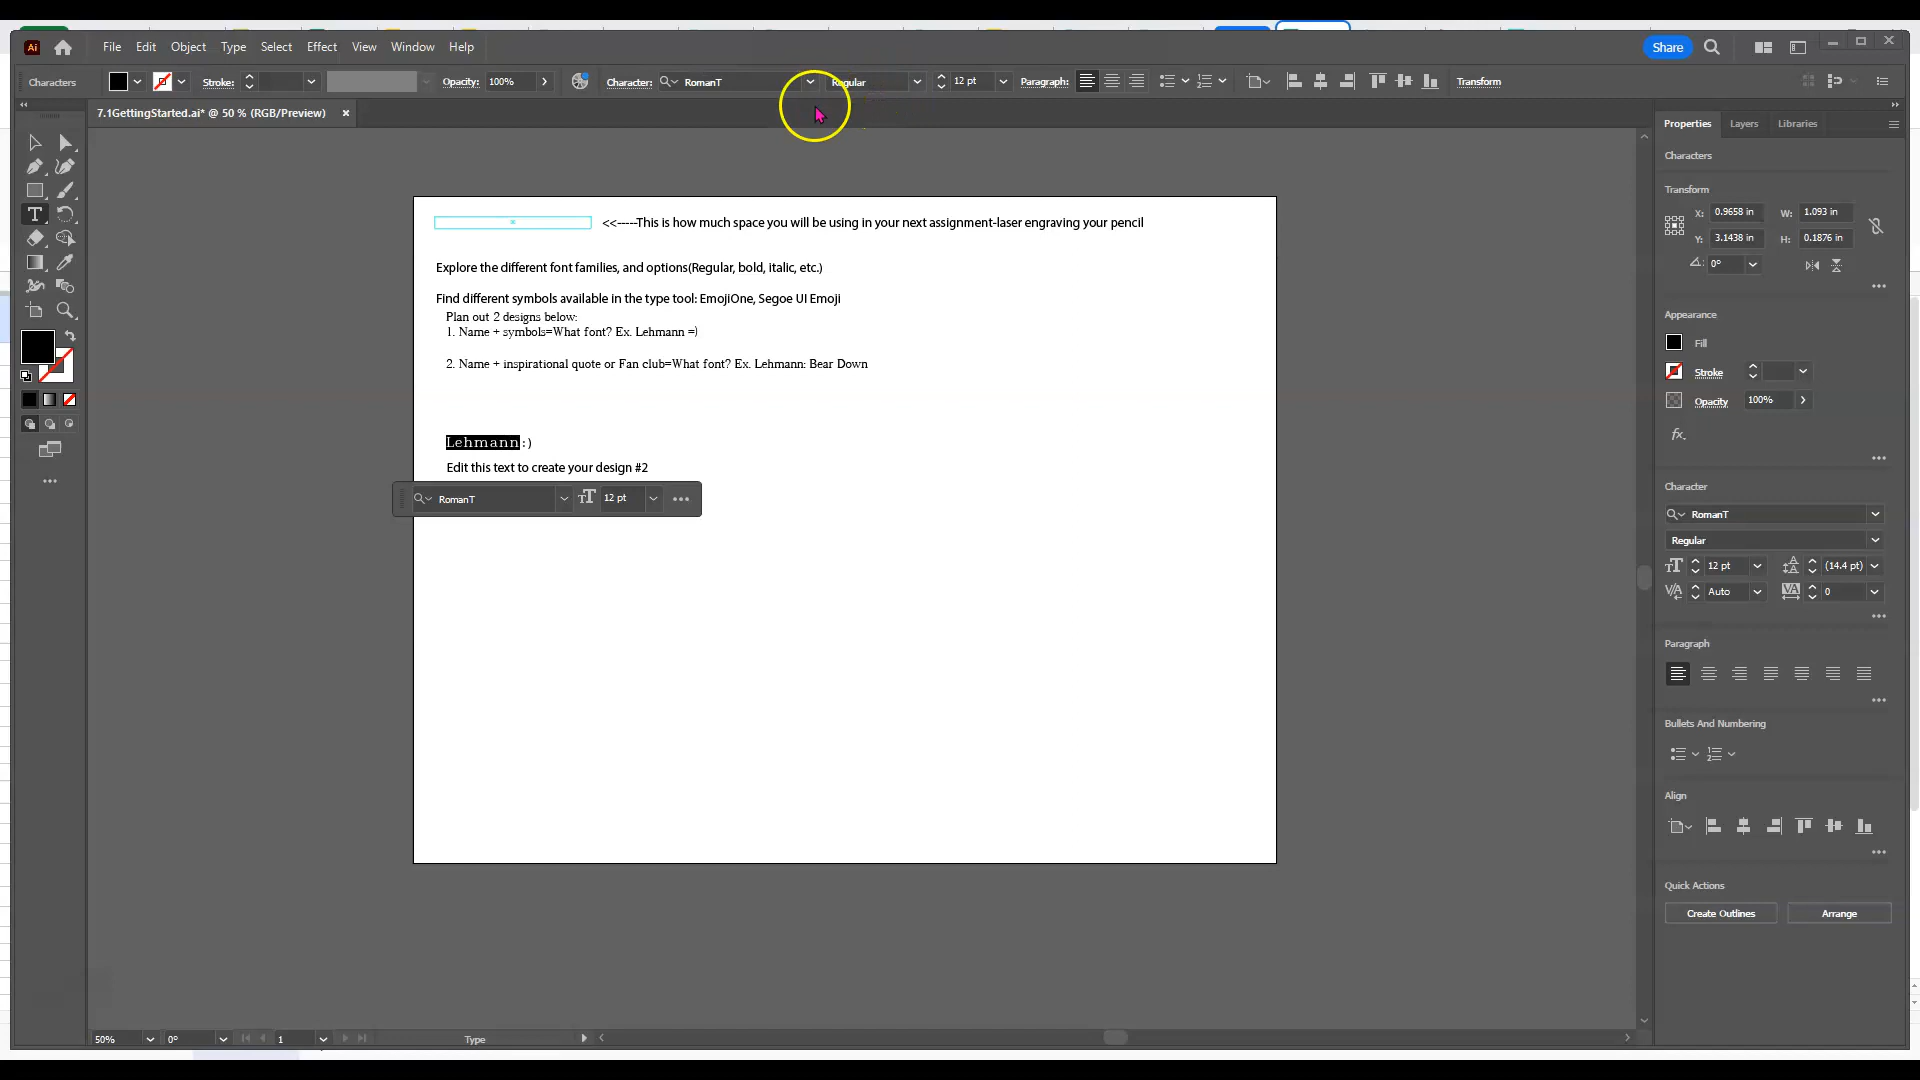 Ai File Edit Object Type Select Effect View Window Help Share
Characters Stroke: Opacity: 100% Character: RomanT Regular 12 pt Paragraph: Transform
7.1GettingStarted.ai* @ 50 % (RGB/Preview) ×
<<-----This is how much space you will be using in your next assignment-laser engraving your pencil
Explore the different font families, and options(Regular, bold, italic, etc.)
Find different symbols available in the type tool: EmojiOne, Segoe UI Emoji
Plan out 2 designs below:
1. Name + symbols=What font? Ex. Lehmann =)
2. Name + inspirational quote or Fan club=What font? Ex. Lehmann: Bear Down
Lehmann:)
Edit this text to create your design #2
RomanT 12 pt
Properties Layers Libraries
Characters
Transform
X: 0.9658 in W: 1.093 in
Y: 3.1438 in H: 0.1876 in
0°
Appearance
Fill
Stroke
Opacity 100%
fx.
Character
RomanT
Regular
12 pt (14.4 pt)
Auto 0
Paragraph
Bullets And Numbering
Align
Quick Actions
Create Outlines Arrange
50% 0° 1 Type